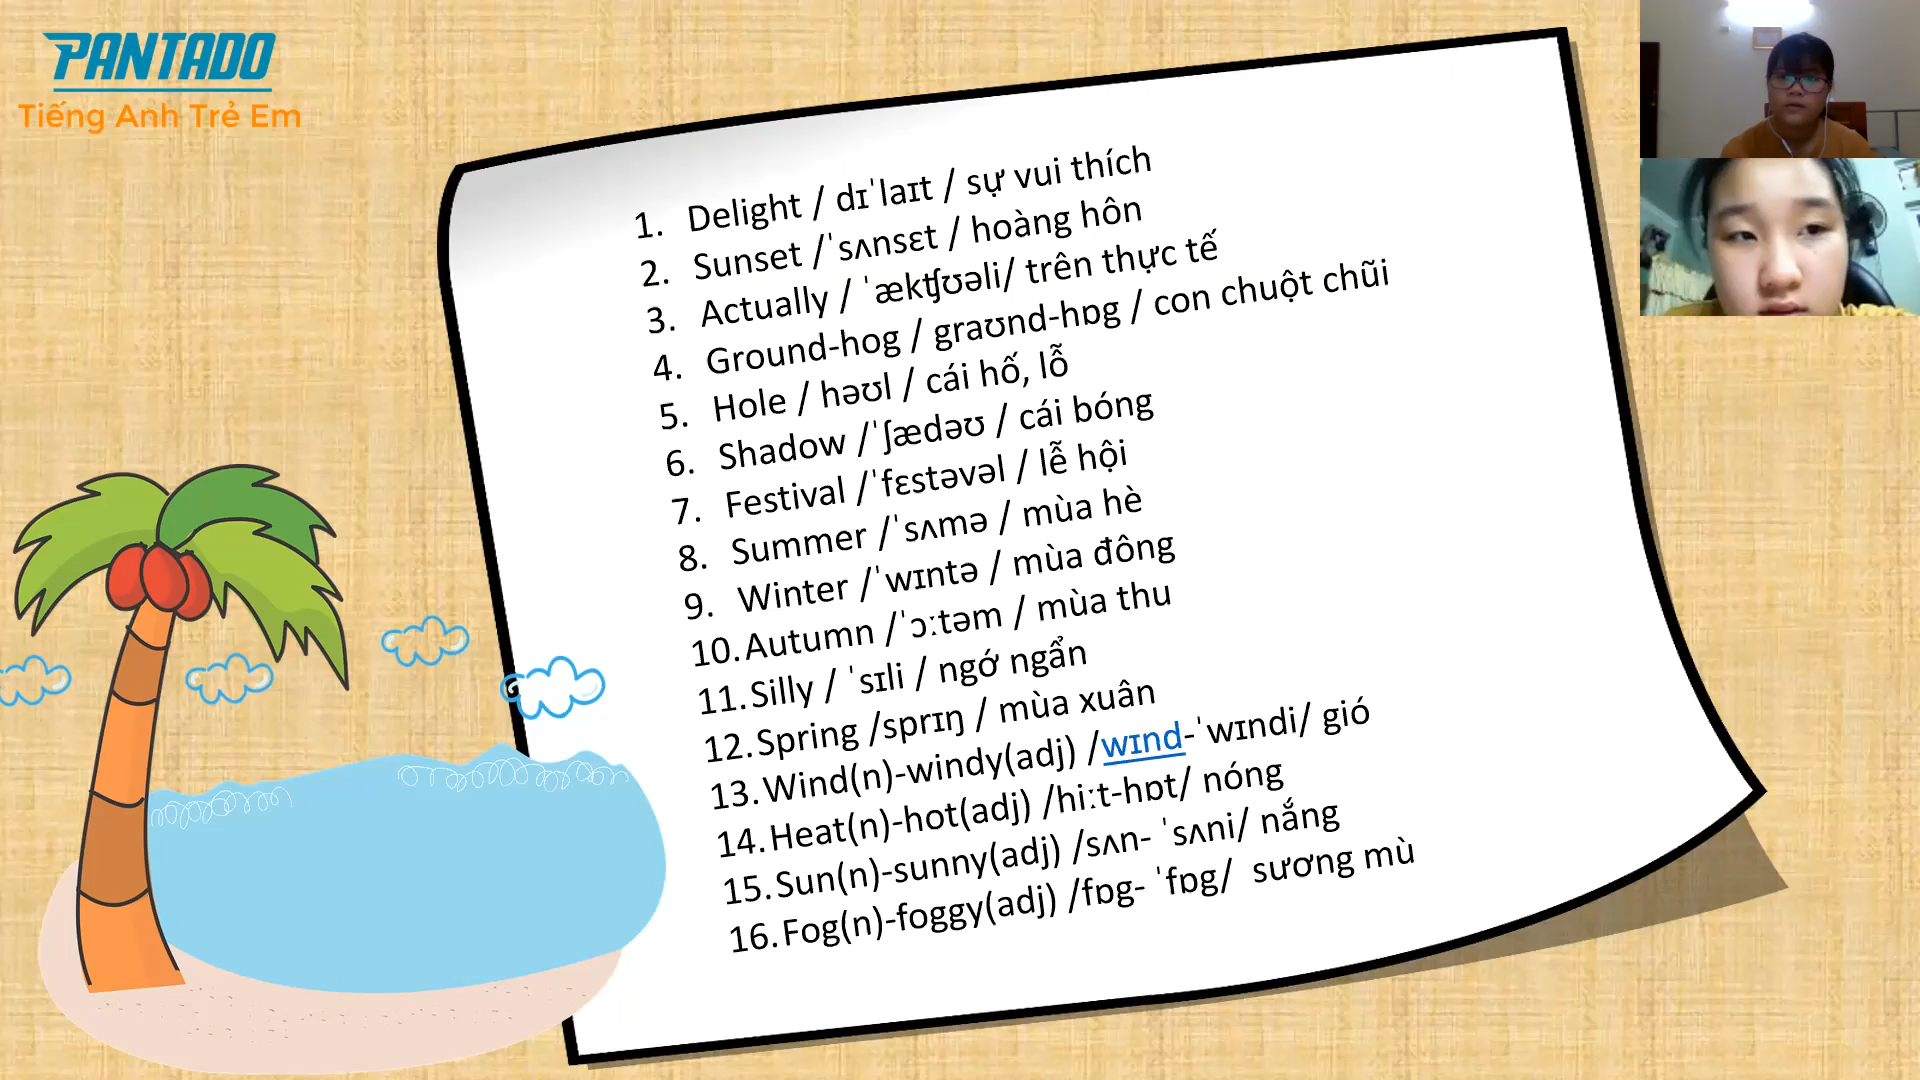 PANTADO
Tiếng Anh Trẻ Em
1. Delight / dɪˈlaɪt / sự vui thích
2. Sunset /ˈsʌnsɛt / hoàng hôn
3. Actually / ˈækʧʊəli/ trên thực tế
4. Ground-hog / graʊnd-hɒg / con chuột chũi
5. Hole / həʊl / cái hố, lỗ
6. Shadow /ˈʃædəʊ / cái bóng
7. Festival /ˈfɛstəvəl / lễ hội
8. Summer /ˈsʌmə / mùa hè
9. Winter /ˈwɪntə / mùa đông
10. Autumn /ˈɔːtəm / mùa thu
11. Silly / ˈsɪli / ngớ ngẩn
12. Spring /sprɪŋ / mùa xuân
13. Wind(n)-windy(adj) /wɪnd-ˈwɪndi/ gió
14. Heat(n)-hot(adj) /hiːt-hɒt/ nóng
15. Sun(n)-sunny(adj) /sʌn- ˈsʌni/ nắng
16. Fog(n)-foggy(adj) /fɒg- ˈfɒg/ sương mù